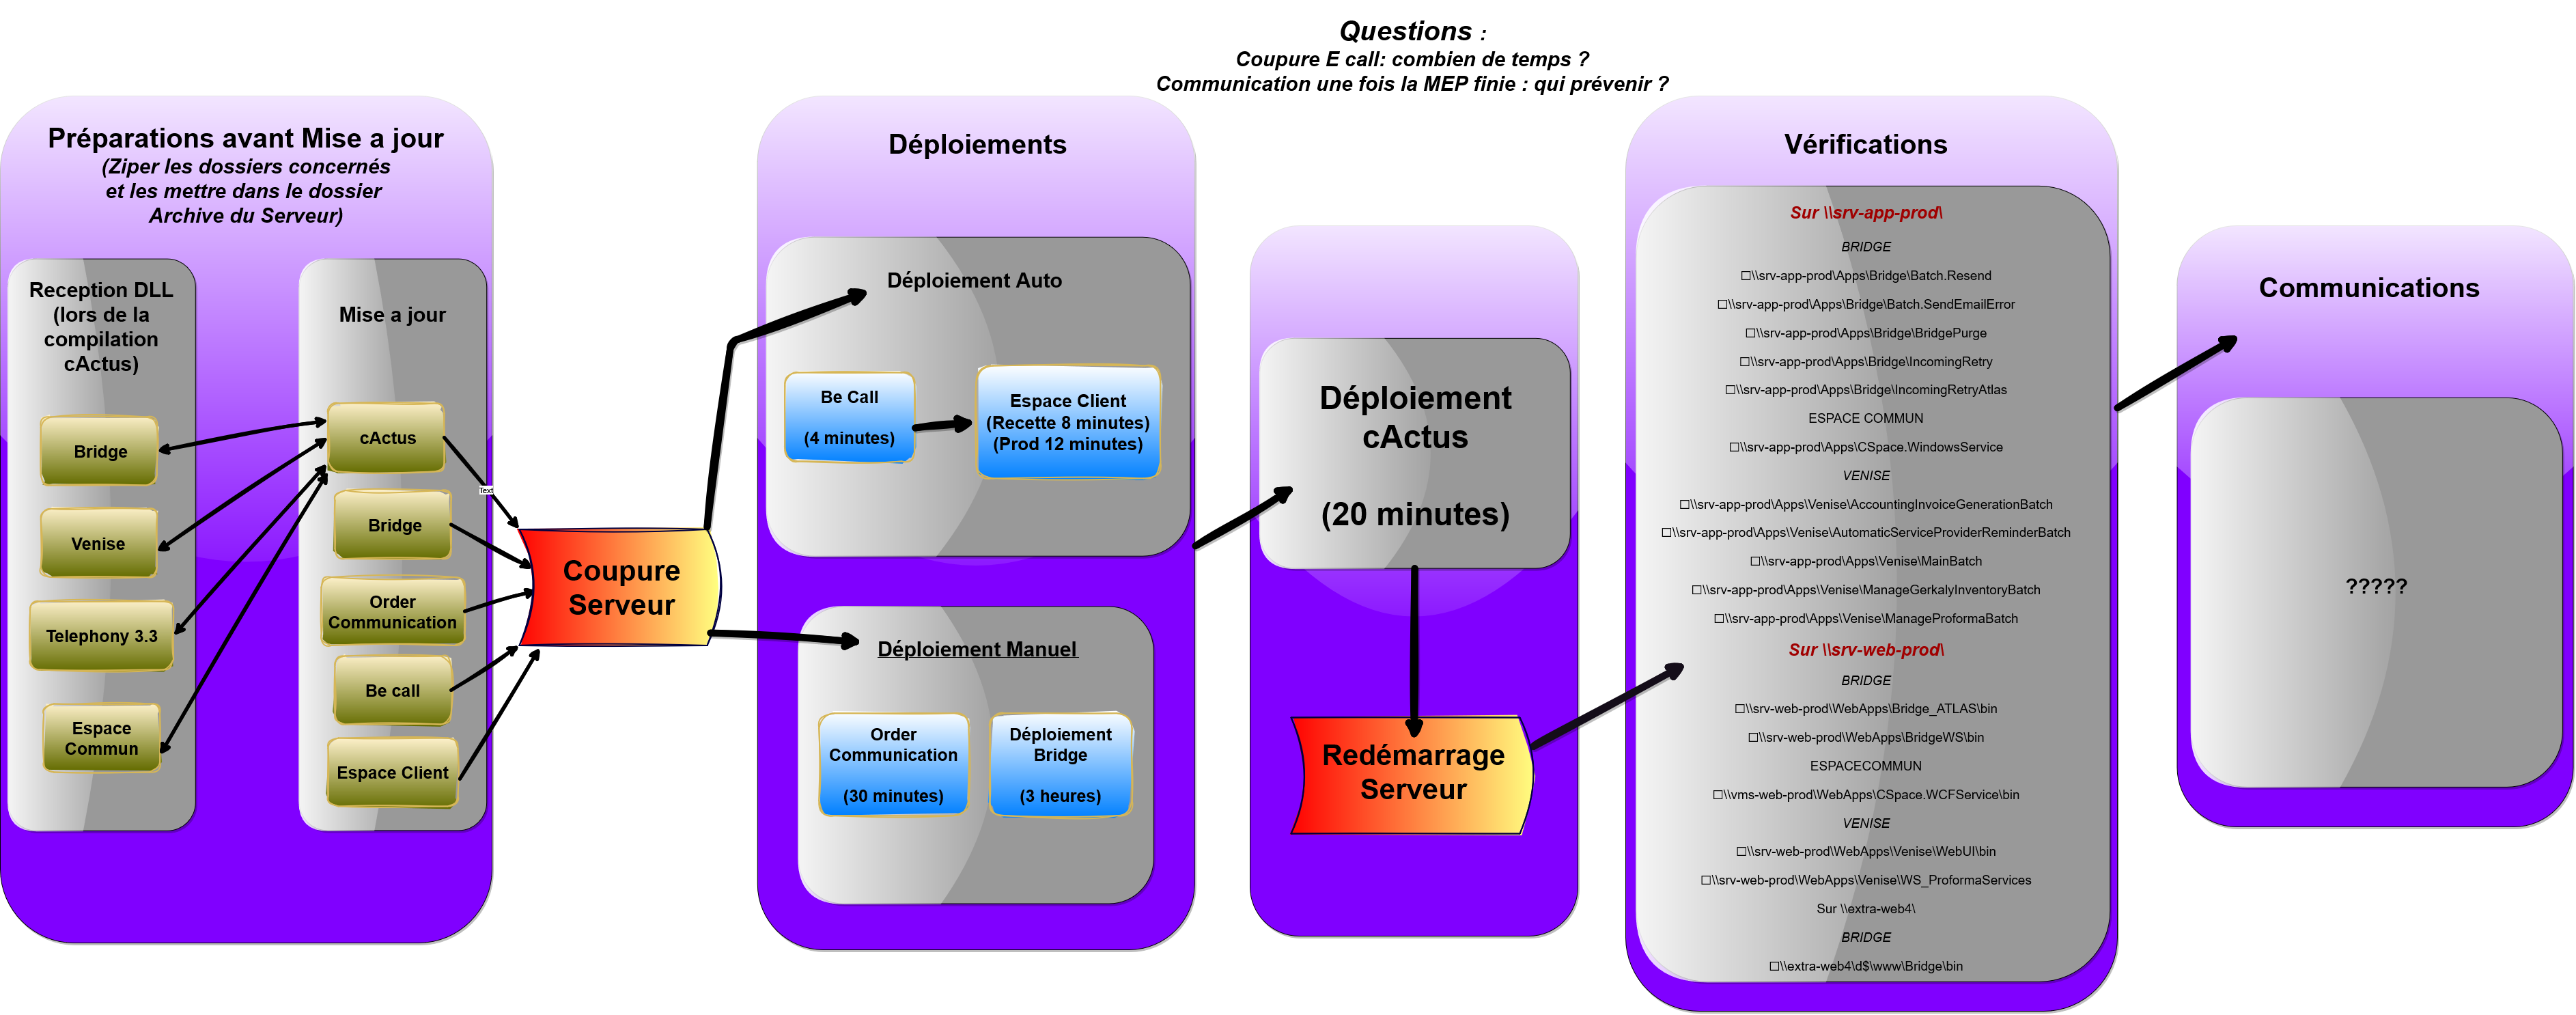 Questions :
Coupure E call: combien de temps ?
Communication une fois la MEP finie : qui prévenir ?
Préparations avant Mise a jour
(Ziper les dossiers concernés
et les mettre dans le dossier
Archive du Serveur)
Reception DLL
(lors de la
compilation
cActus)
Bridge
Venise
Telephony 3.3
Espace
Commun
Mise a jour
cActus
Bridge
Order
Communication
Be call
Espace Client
Text
Coupure
Serveur
Déploiements
Déploiement Auto
Be Call
(4 minutes)
Espace Client
(Recette 8 minutes)
(Prod 12 minutes)
Déploiement Manuel
Order
Communication
(30 minutes)
Déploiement
Bridge
(3 heures)
Déploiement
cActus
(20 minutes)
Redémarrage
Serveur
Vérifications
Sur \\srv-app-prod\
BRIDGE
☐\\srv-app-prod\Apps\Bridge\Batch.Resend
☐\\srv-app-prod\Apps\Bridge\Batch.SendEmailError
☐\\srv-app-prod\Apps\Bridge\BridgePurge
☐\\srv-app-prod\Apps\Bridge\IncomingRetry
☐\\srv-app-prod\Apps\Bridge\IncomingRetryAtlas
ESPACE COMMUN
☐\\srv-app-prod\Apps\CSpace.WindowsService
VENISE
☐\\srv-app-prod\Apps\Venise\AccountingInvoiceGenerationBatch
☐\\srv-app-prod\Apps\Venise\AutomaticServiceProviderReminderBatch
☐\\srv-app-prod\Apps\Venise\MainBatch
☐\\srv-app-prod\Apps\Venise\ManageGerkalyInventoryBatch
☐\\srv-app-prod\Apps\Venise\ManageProformaBatch
Sur \\srv-web-prod\
BRIDGE
☐\\srv-web-prod\WebApps\Bridge_ATLAS\bin
☐\\srv-web-prod\WebApps\BridgeWS\bin
ESPACECOMMUN
☐\\vms-web-prod\WebApps\CSpace.WCFService\bin
VENISE
☐\\srv-web-prod\WebApps\Venise\WebUI\bin
☐\\srv-web-prod\WebApps\Venise\WS_ProformaServices
Sur \\extra-web4\
BRIDGE
☐\\extra-web4\d$\www\Bridge\bin
Communications
?????